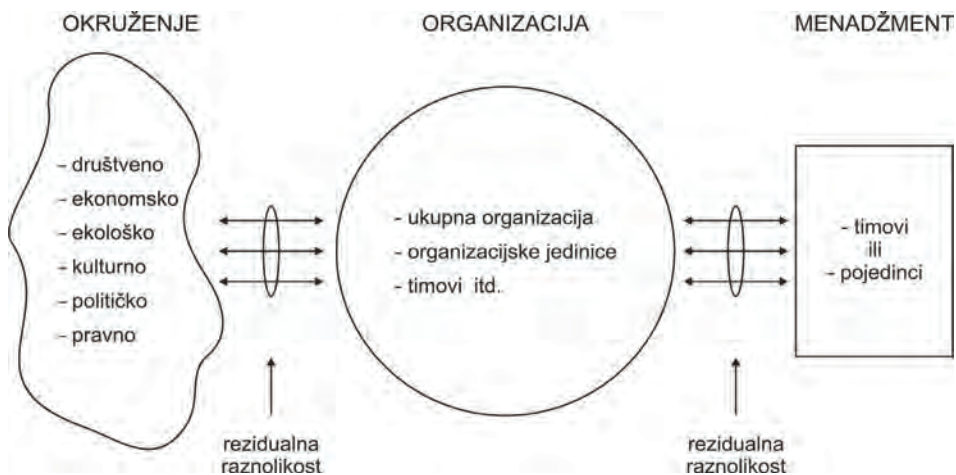 OKRUŽENJE
ORGANIZACIJA
MENADŽMENT
- društveno
- ekonomsko
- ekološko
- kulturno
- političko
- pravno
- ukupna organizacija
- organizacijske jedinice
- timovi itd.
- timovi
ili
- pojedinci
rezidualna
raznolikost
rezidualna
raznolikost